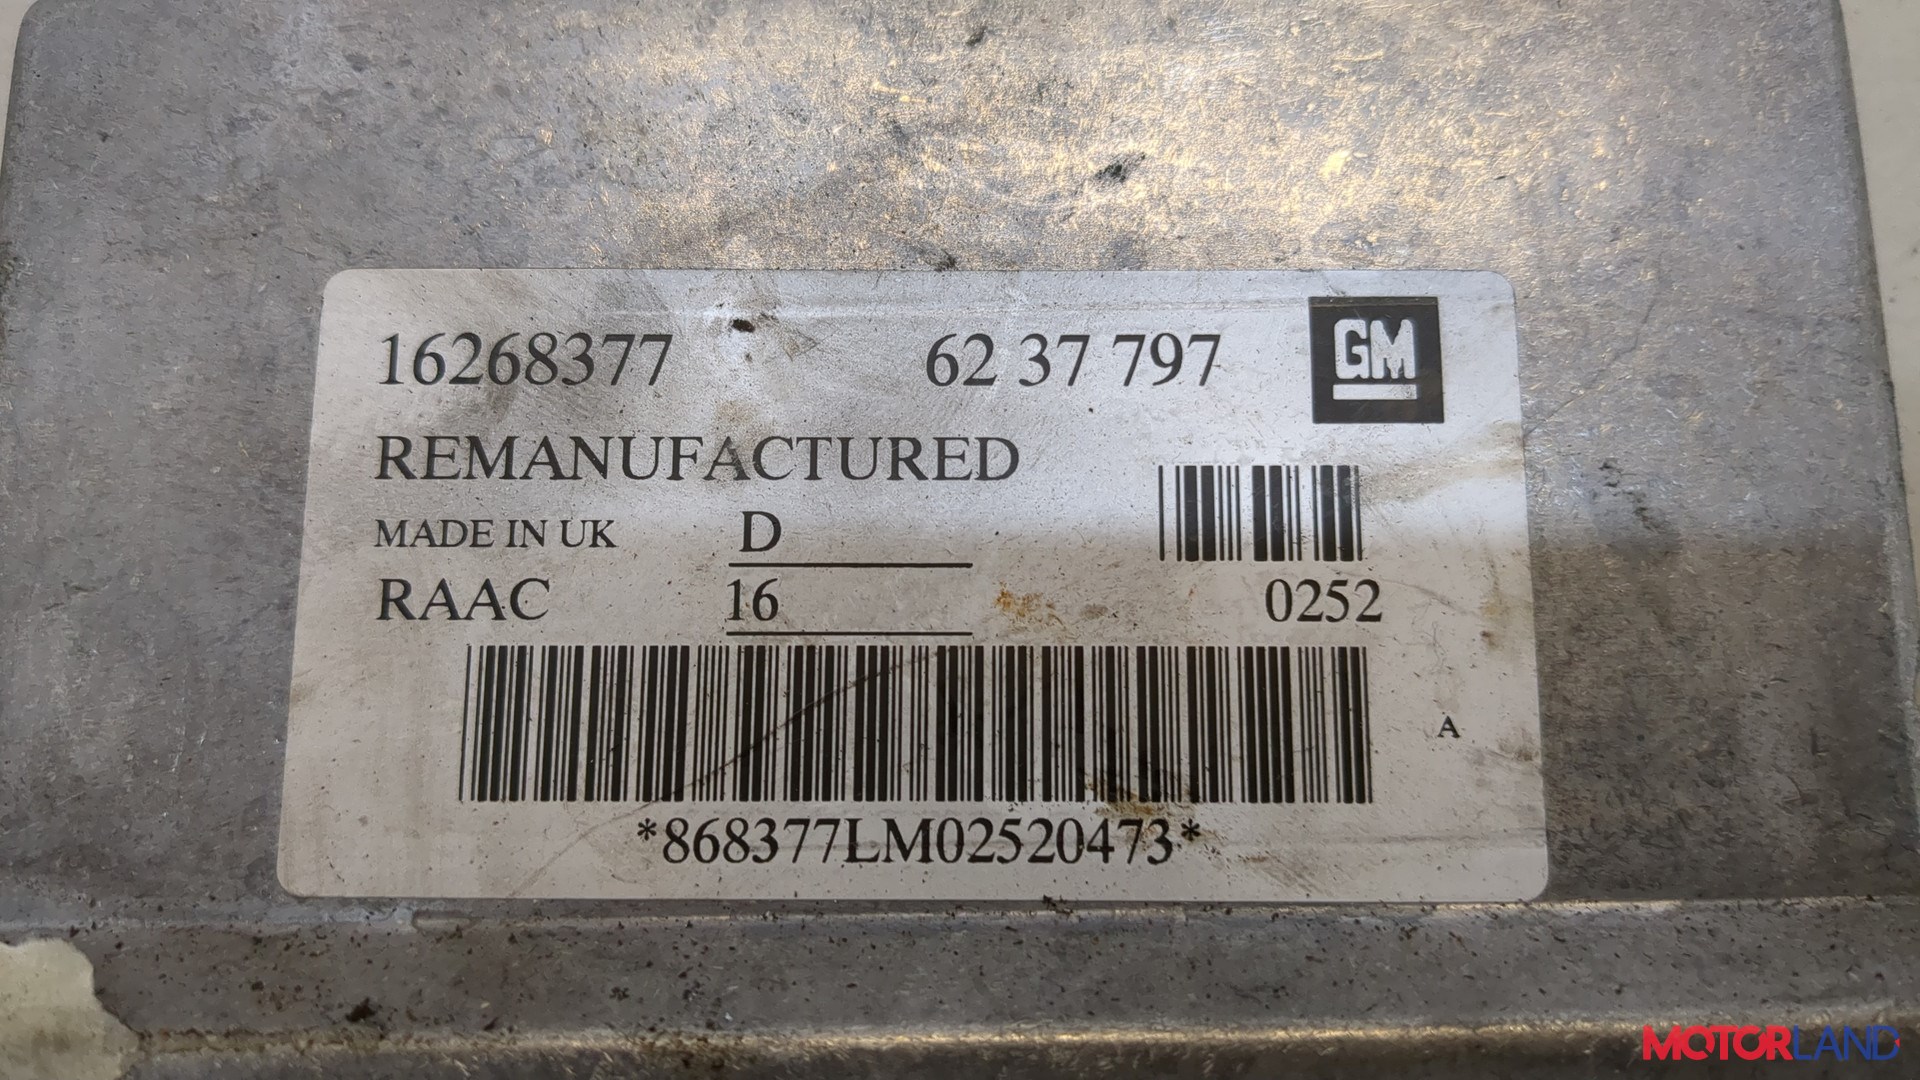 16268377 62 37 797 GM
REMANUFACTURED
MADE IN UK D
RAAC 16 0252
A
*868377LM02520473*
MOTORLAND